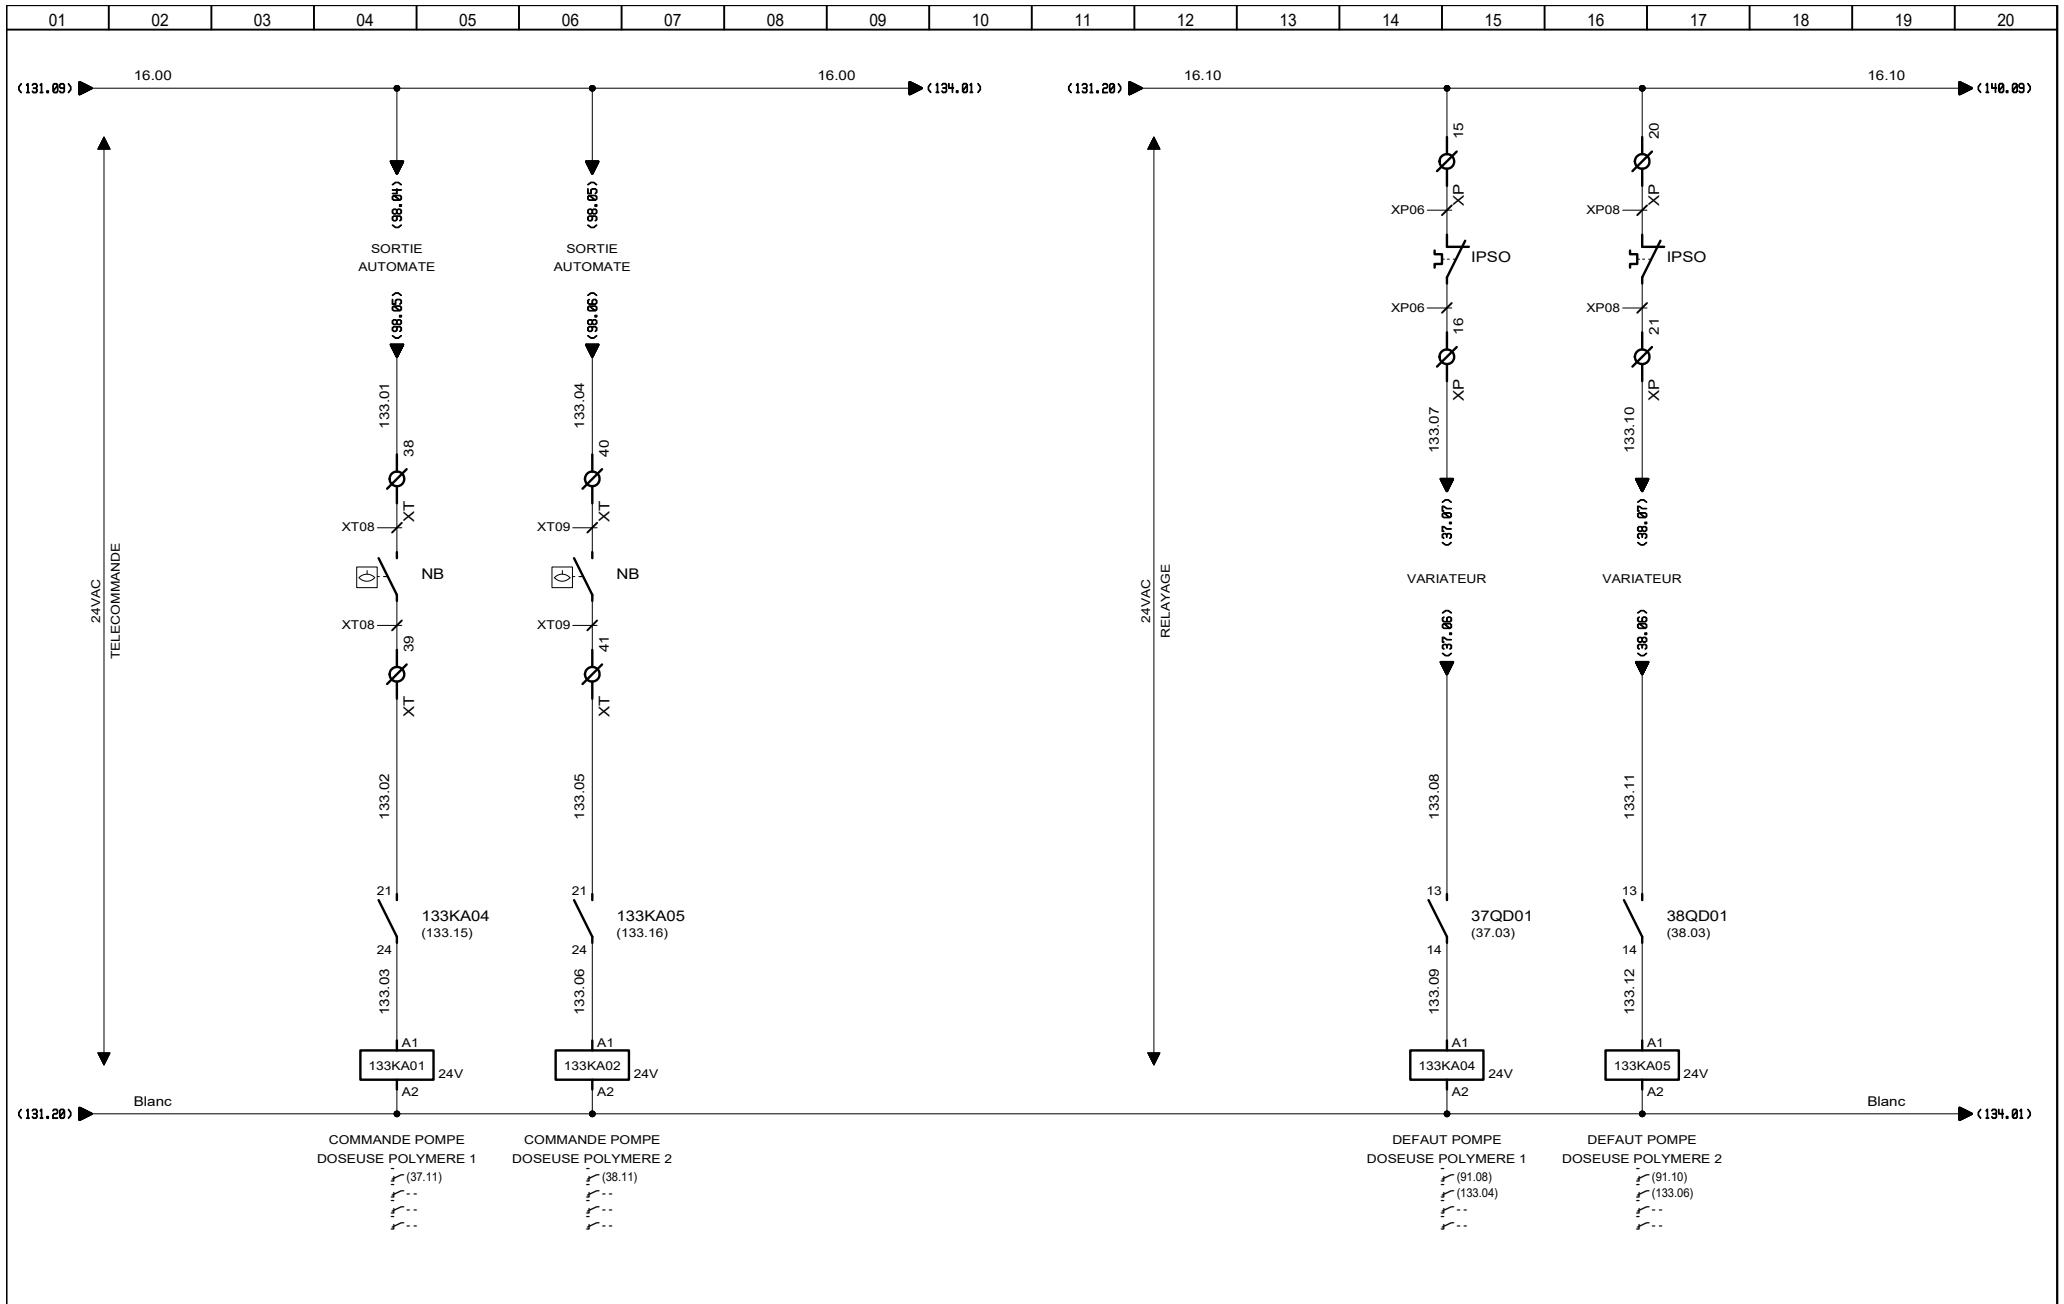 01 02 03 04 05 06 07 08 09 10 11 12 13 14 15 16 17 18 19 20
16.00 16.00 16.10 16.10
(131.09) (134.01) (131.20) (140.09)
15 20
XP XP
(98.04) (98.05)
XP06 XP08
SORTIE SORTIE
AUTOMATE AUTOMATE
IPSO IPSO
(98.05) (98.06)
XP06 XP08
16 21
XP XP
133.01 133.04 133.07 133.10
38 40
XT XT
(37.07) (38.07)
XT08 XT09
NB NB
VARIATEUR VARIATEUR
24VAC
TELECOMMANDE
24VAC
RELAYAGE
XT08 XT09
(37.06) (38.06)
39 41
XT XT
133.02 133.05 133.08 133.11
21 21 13 13
133KA04 133KA05 37QD01 38QD01
(133.15) (133.16) (37.03) (38.03)
24 24 14 14
133.03 133.06 133.09 133.12
A1 A1 A1 A1
133KA01 24V 133KA02 24V 133KA04 24V 133KA05 24V
A2 A2 A2 A2
Blanc Blanc
(131.20) (134.01)
COMMANDE POMPE COMMANDE POMPE DEFAUT POMPE DEFAUT POMPE
DOSEUSE POLYMERE 1 DOSEUSE POLYMERE 2 DOSEUSE POLYMERE 1 DOSEUSE POLYMERE 2
(37.11) (38.11) (91.08) (91.10)
-- -- (133.04) (133.06)
-- -- -- --
-- -- -- --